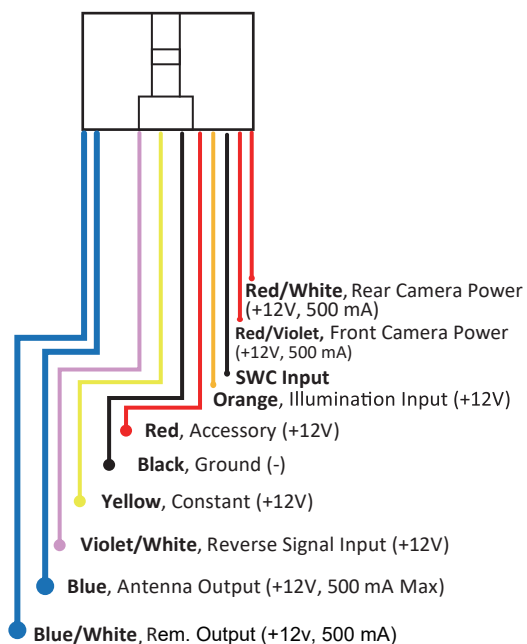 Red/White, Rear Camera Power
(+12V, 500 mA)
Red/Violet, Front Camera Power
(+12V, 500 mA)
SWC Input
Orange, Illumination Input (+12V)
Red, Accessory (+12V)
Black, Ground (-)
Yellow, Constant (+12V)
Violet/White, Reverse Signal Input (+12V)
Blue, Antenna Output (+12V, 500 mA Max)
Blue/White, Rem. Output (+12v, 500 mA)